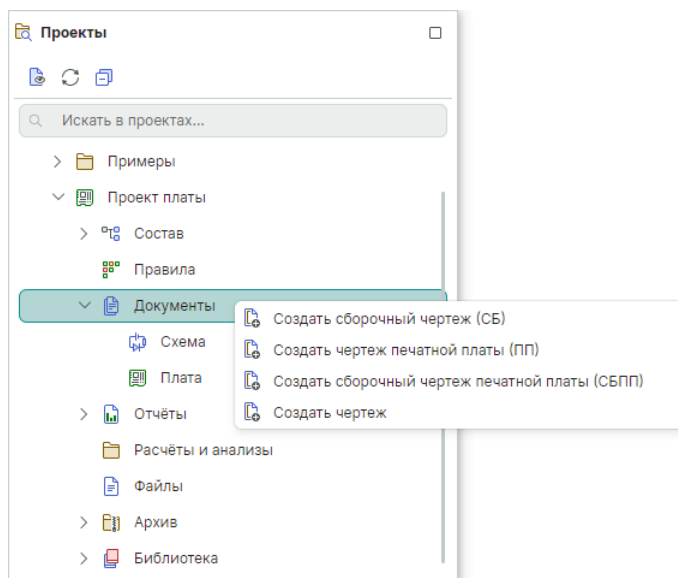 Проекты
Искать в проектах...
Примеры
Проект платы
Состав
Правила
Документы
Создать сборочный чертеж (СБ)
Схема
Создать чертеж печатной платы (ПП)
Плата
Создать сборочный чертеж печатной платы (СБПП)
Отчёты
Создать чертеж
Расчёты и анализы
Файлы
Архив
Библиотека